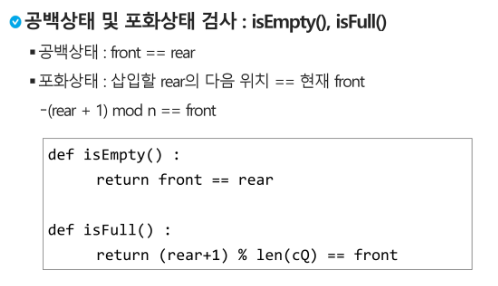 공백상태 및 포화상태 검사 : isEmpty(), isFull()
▪공백상태 : front == rear
▪포화상태 : 삽입할 rear의 다음 위치 == 현재 front
-(rear + 1) mod n == front
def isEmpty() :
return front == rear
def isFull() :
return (rear+1) % len(cQ) == front